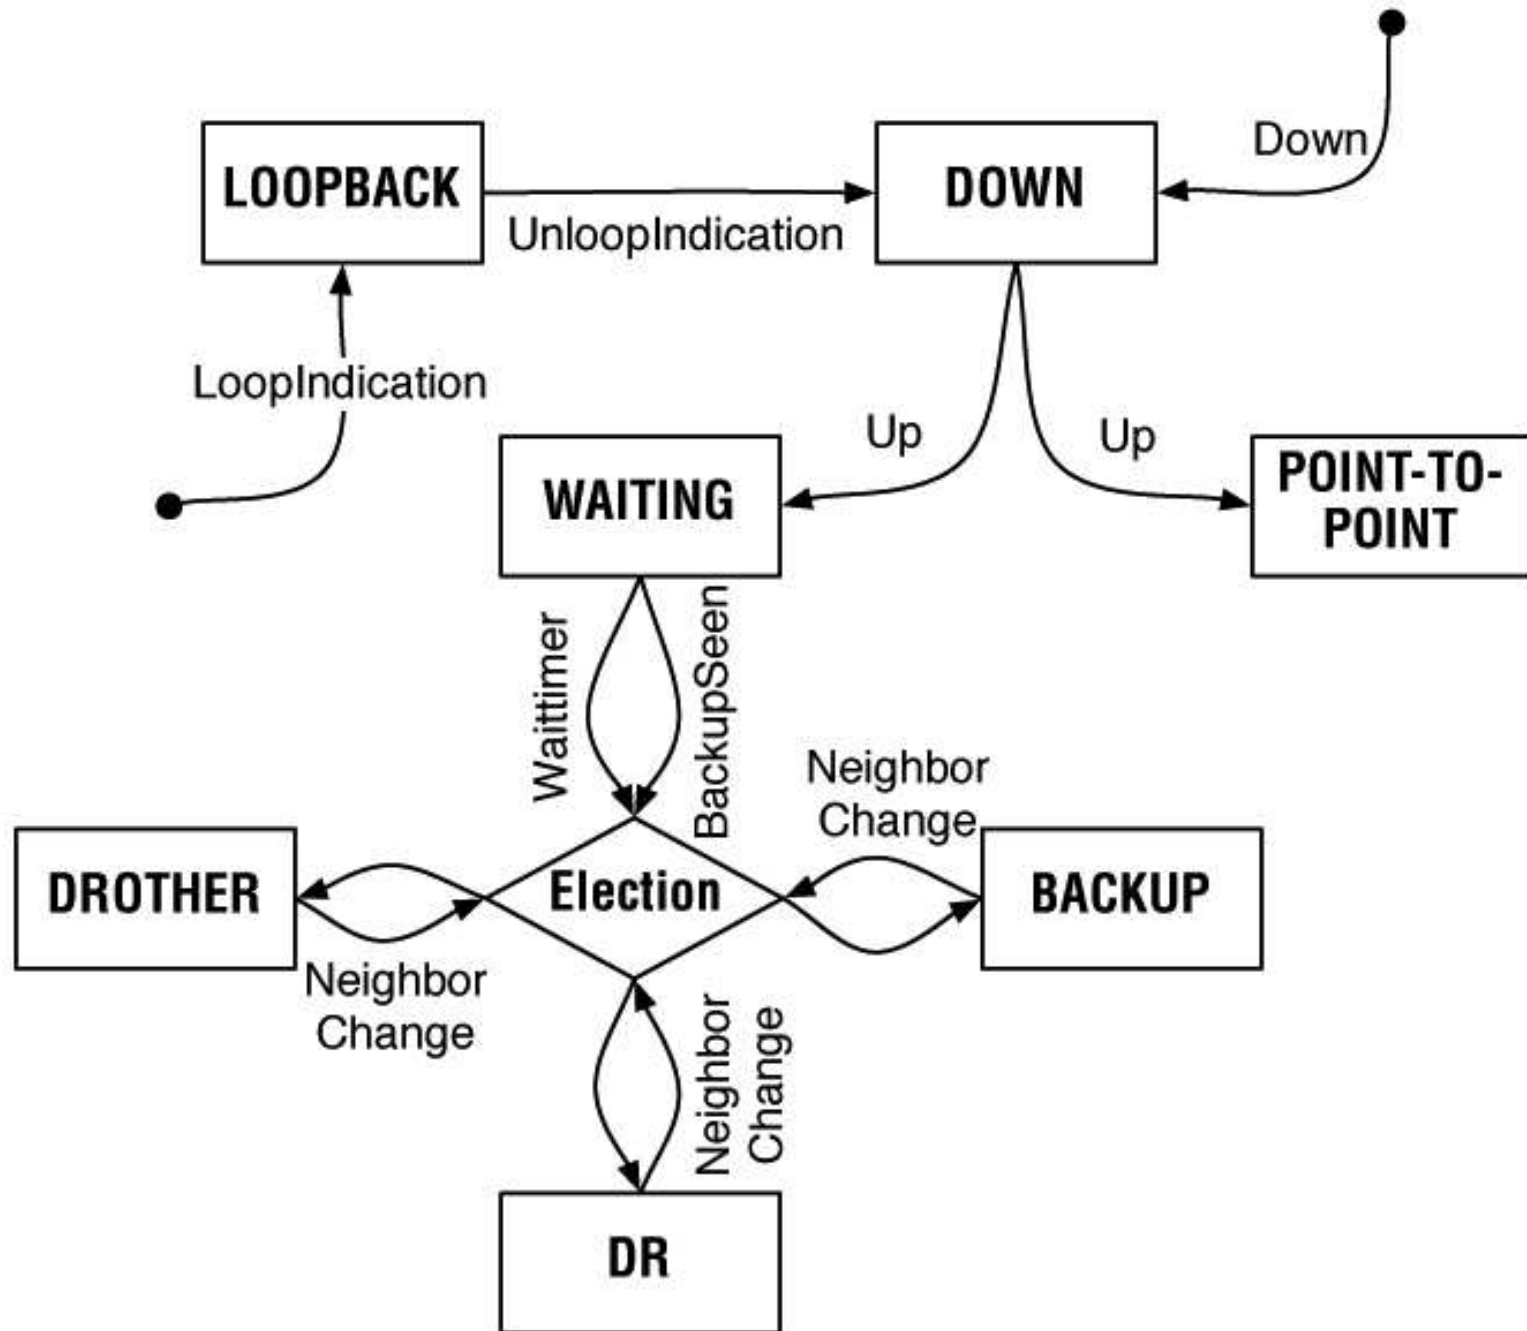 Down
LOOPBACK
DOWN
UnloopIndication
LoopIndication
Up
Up
WAITING
POINT-TO-
POINT
Waittimer
BackupSeen
Neighbor
Change
DROTHER
Election
BACKUP
Neighbor
Change
Neighbor
Change
DR